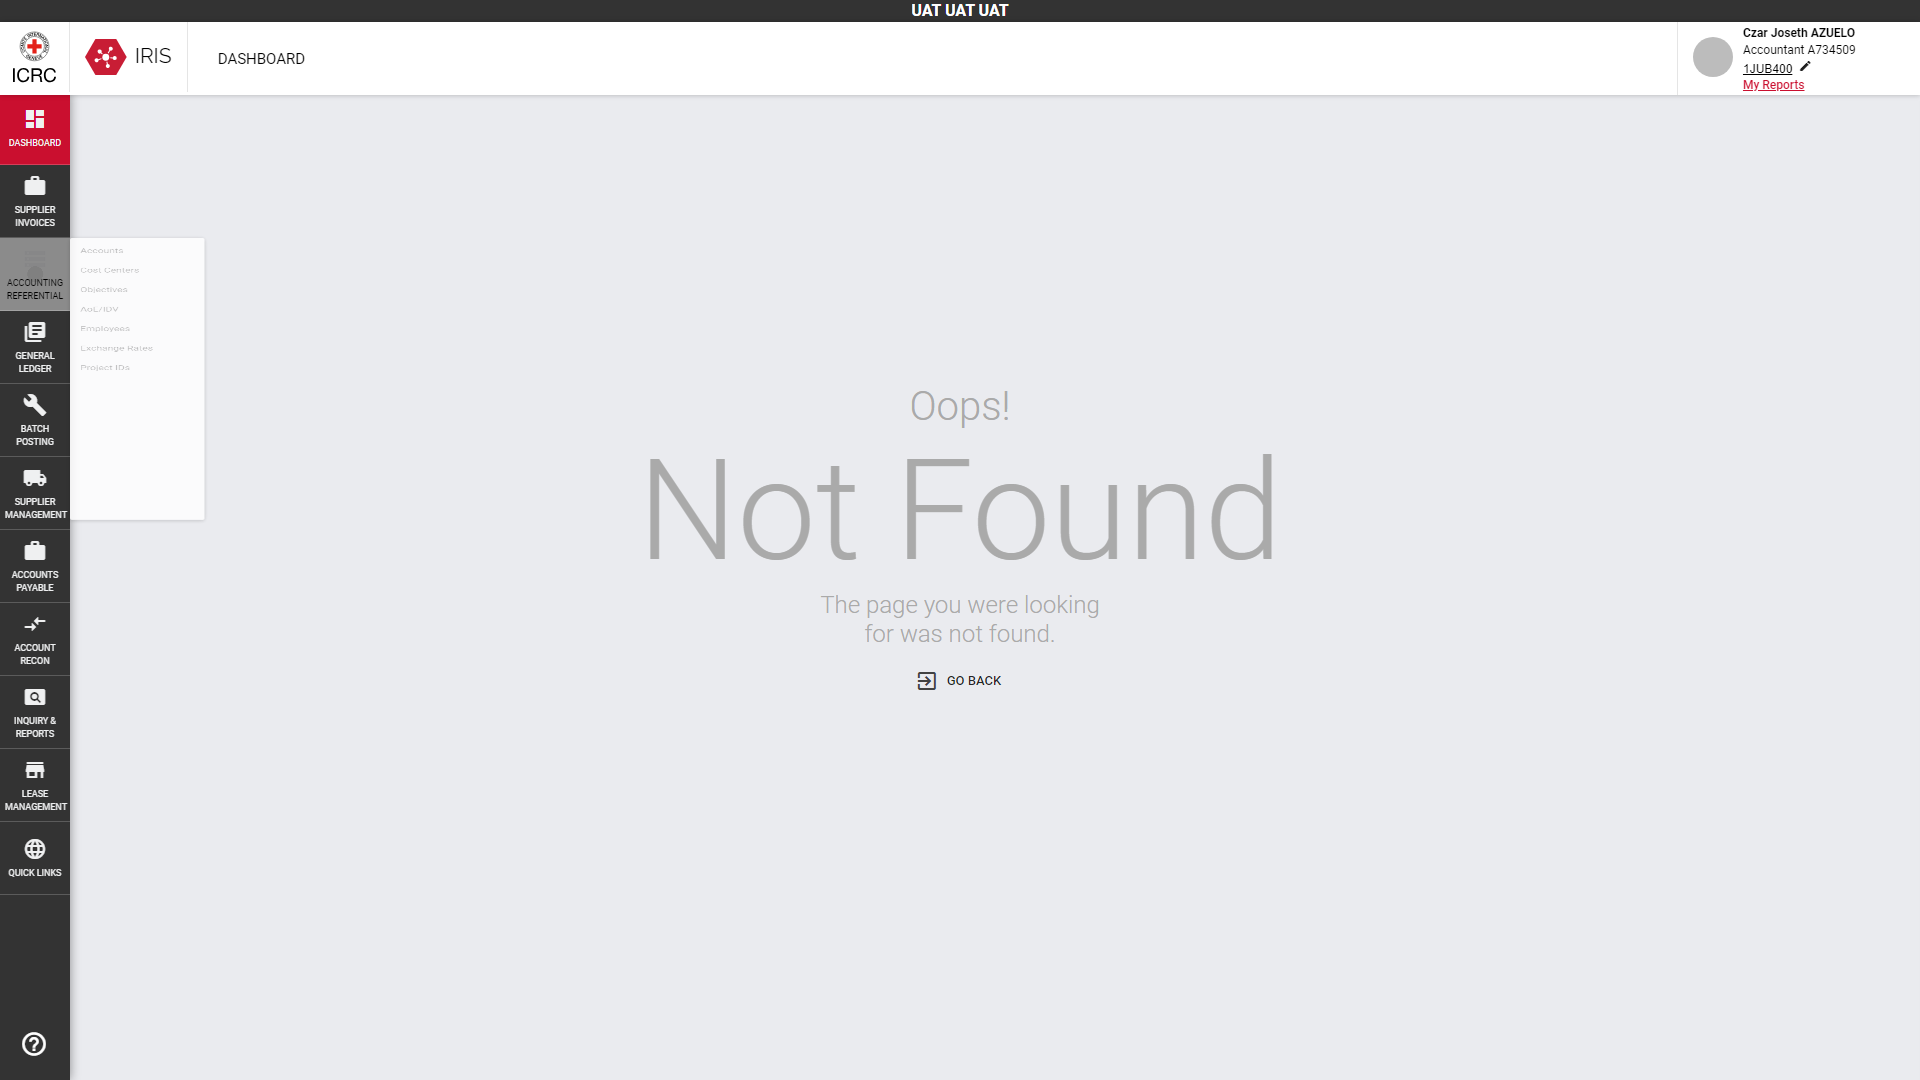 UAT UAT UAT
ICRC
IRIS
DASHBOARD
Czar Joseth AZUELO
Accountant A734509
1JUB400
My Reports
DASHBOARD
SUPPLIER
INVOICES
ACCOUNTING
REFERENTIAL
Accounts
Cost Centers
Objectives
AoL/IDV
Employees
Exchange Rates
Project IDs
GENERAL
LEDGER
BATCH
POSTING
SUPPLIER
MANAGEMENT
ACCOUNTS
PAYABLE
ACCOUNT
RECON
INQUIRY &
REPORTS
LEASE
MANAGEMENT
QUICK LINKS
Oops!
Not Found
The page you were looking
for was not found.
GO BACK